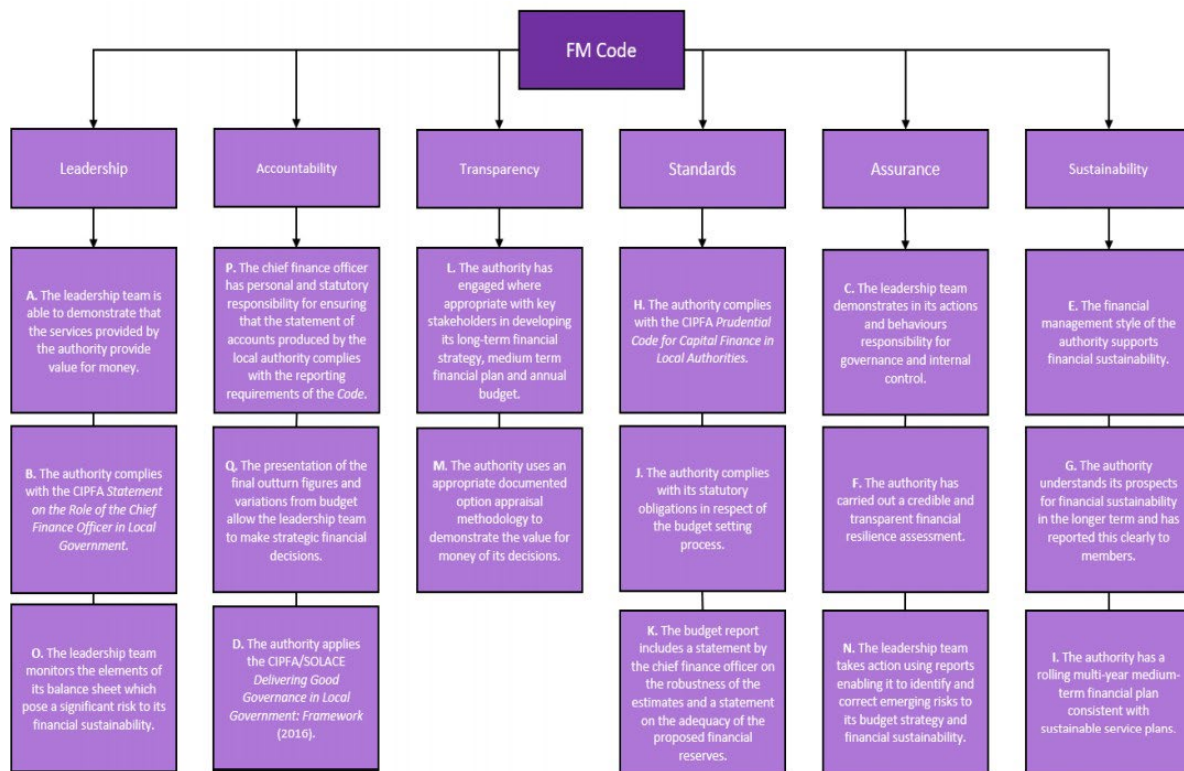 FM Code
Leadership
Accountability
Transparency
Standards
Assurance
Sustainability
A. The leadership team is
able to demonstrate that
the services provided by
the authority provide
value for money.
P. The chief finance officer
has personal and statutory
responsibility for ensuring
that the statement of
accounts produced by the
local authority complies
with the reporting
requirements of the Code.
L. The authority has
engaged where
appropriate with key
stakeholders in developing
its long-term financial
strategy, medium term
financial plan and annual
budget.
H. The authority complies
with the CIPFA Prudential
Code for Capital Finance in
Local Authorities.
C. The leadership team
demonstrates in its actions
and behaviours
responsibility for
governance and internal
control.
E. The financial
management style of the
authority supports
financial sustainability.
B. The authority complies
with the CIPFA Statement
on the Role of the Chief
Finance Officer in Local
Government.
Q. The presentation of the
final outturn figures and
variations from budget
allow the leadership team
to make strategic financial
decisions.
M. The authority uses an
appropriate documented
option appraisal
methodology to
demonstrate the value for
money of its decisions.
J. The authority complies
with its statutory
obligations in respect of
the budget setting
process.
F. The authority has
carried out a credible and
transparent financial
resilience assessment.
G. The authority
understands its prospects
for financial sustainability
in the longer term and has
reported this clearly to
members.
O. The leadership team
monitors the elements of
its balance sheet which
pose a significant risk to its
financial sustainability.
D. The authority applies
the CIPFA/SOLACE
Delivering Good
Governance in Local
Government: Framework
(2016).
K. The budget report
includes a statement by
the chief finance officer on
the robustness of the
estimates and a statement
on the adequacy of the
proposed financial
reserves.
N. The leadership team
takes action using reports
enabling it to identify and
correct emerging risks to
its budget strategy and
financial sustainability.
I. The authority has a
rolling multi-year medium-
term financial plan
consistent with
sustainable service plans.